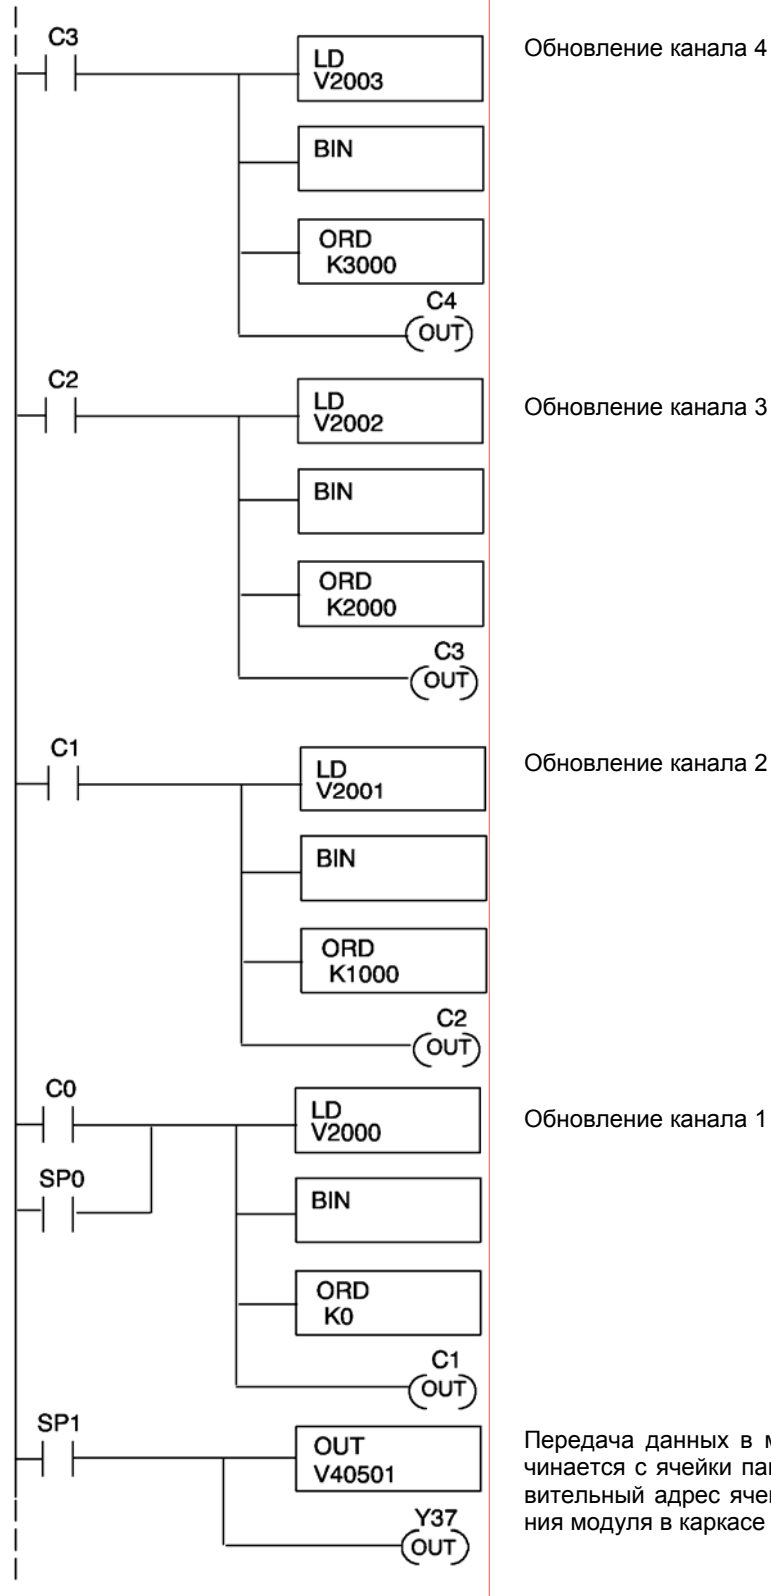 C3
LD
V2003
Обновление канала 4
BIN
ORD
K3000
C4
OUT
C2
LD
V2002
Обновление канала 3
BIN
ORD
K2000
C3
OUT
C1
LD
V2001
Обновление канала 2
BIN
ORD
K1000
C2
OUT
C0
LD
V2000
Обновление канала 1
SP0
BIN
ORD
K0
C1
OUT
SP1
OUT
V40501
Y37
OUT
Передача данных в
чинается с ячейки
вительный адрес
ния модуля в каркасе